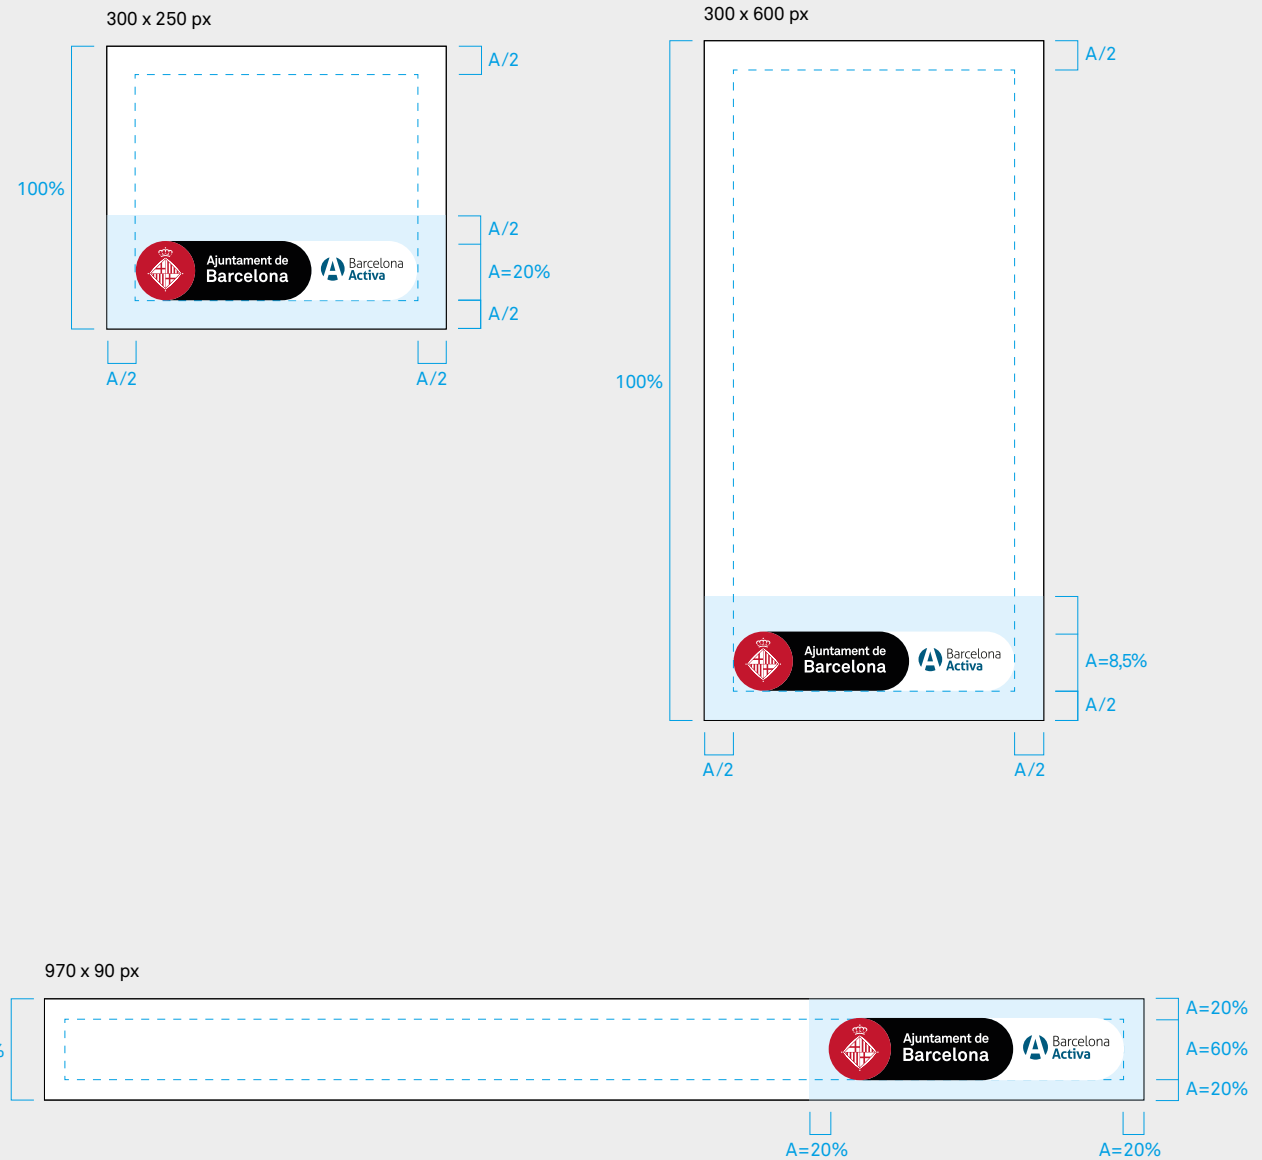 300 x 250 px
A/2
100%
A/2
Ajuntament de
Barcelona
Barcelona
Activa
A=20%
A/2
A/2
A/2
300 x 600 px
A/2
100%
Ajuntament de
Barcelona
Barcelona
Activa
A=8,5%
A/2
A/2
A/2
970 x 90 px
A=20%
%
Ajuntament de
Barcelona
Barcelona
Activa
A=60%
A=20%
A=20%
A=20%